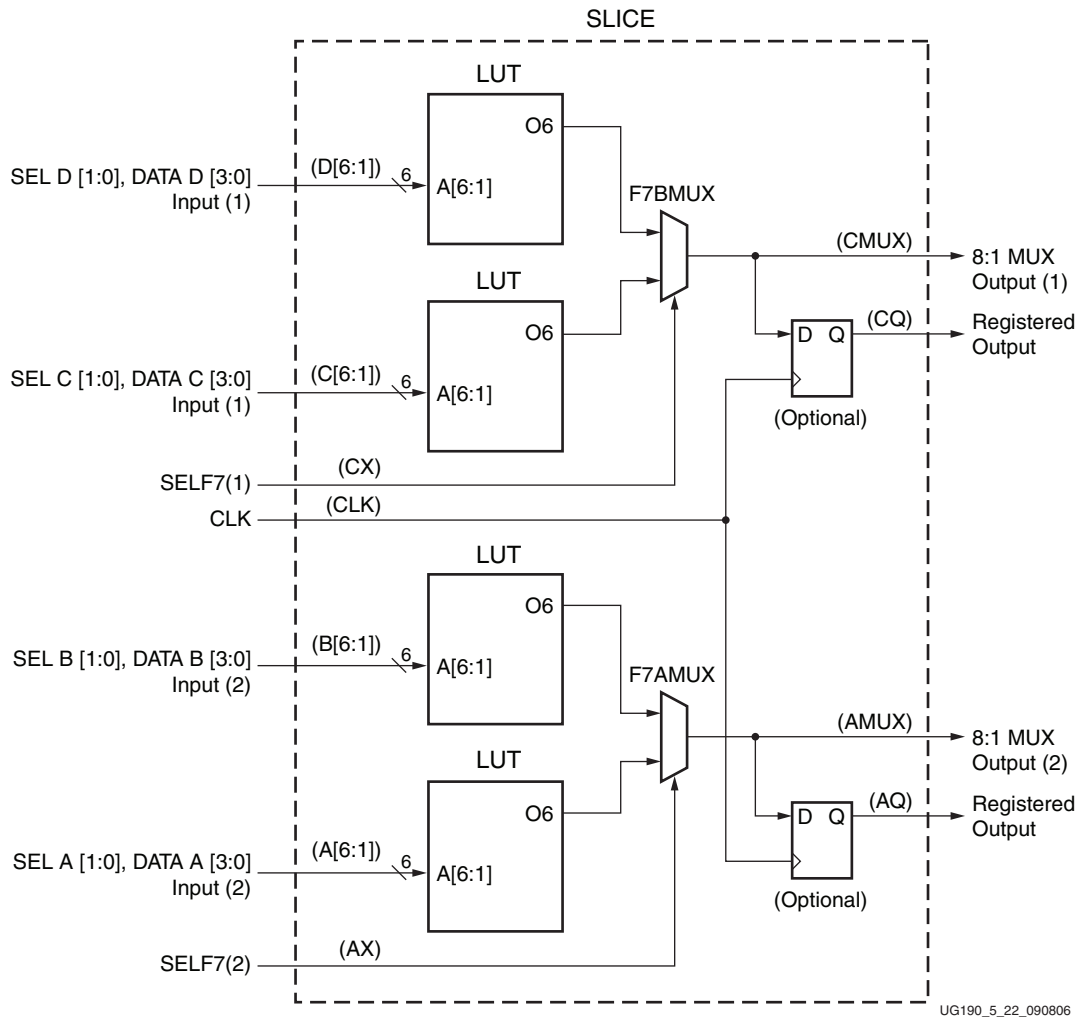 SLICE
LUT
O6
(D[6:1])
6
SEL D [1:0], DATA D [3:0]
Input (1)
A[6:1]
F7BMUX
(CMUX)
8:1 MUX
Output (1)
LUT
O6
(CQ)
Registered
Output
D Q
(C[6:1])
6
SEL C [1:0], DATA C [3:0]
Input (1)
A[6:1]
(Optional)
(CX)
SELF7(1)
(CLK)
CLK
LUT
O6
(B[6:1])
6
SEL B [1:0], DATA B [3:0]
Input (2)
A[6:1]
F7AMUX
(AMUX)
8:1 MUX
Output (2)
LUT
O6
(AQ)
Registered
Output
D Q
(A[6:1])
6
SEL A [1:0], DATA A [3:0]
Input (2)
A[6:1]
(Optional)
(AX)
SELF7(2)
UG190_5_22_090806